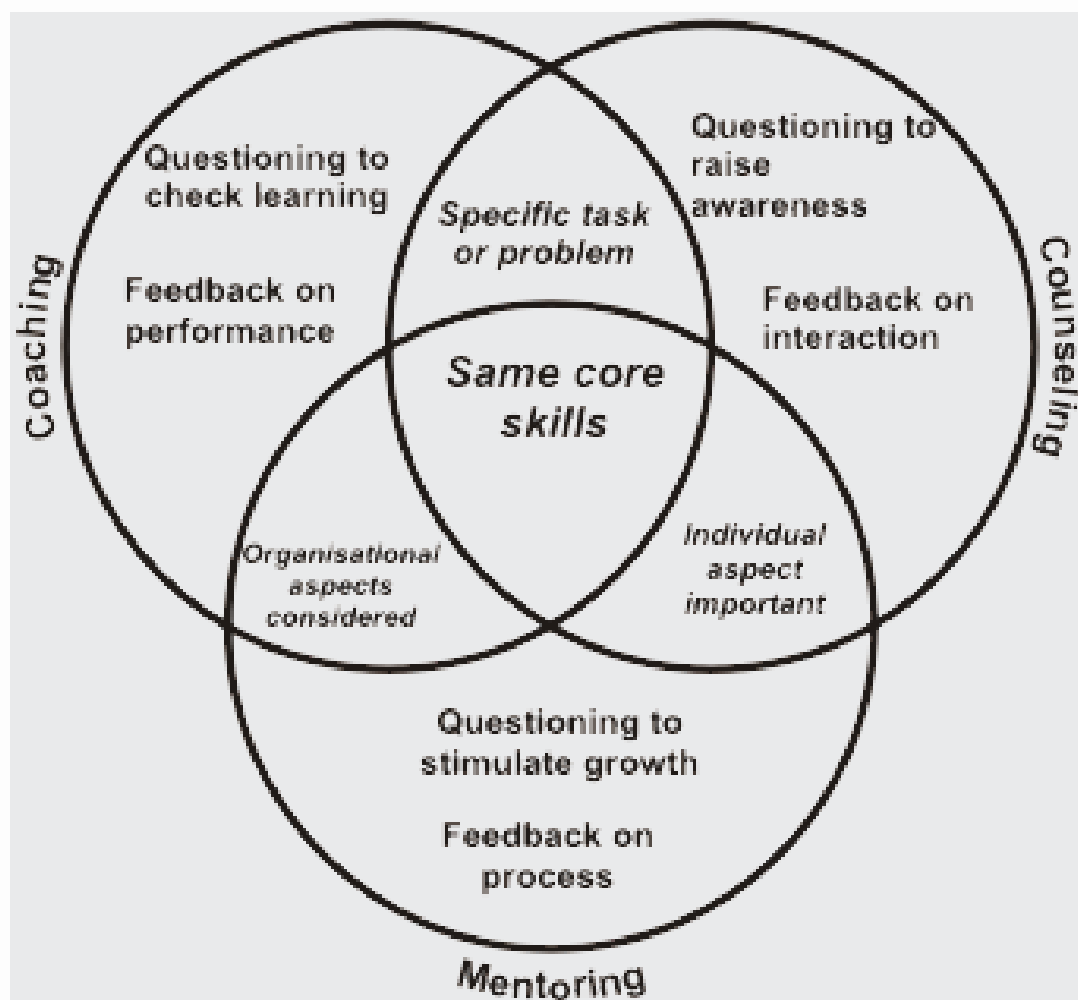 Coaching
Questioning to
check learning
Feedback on
performance
Specific task
or problem
Questioning to
raise
awareness
Feedback on
interaction
Counseling
Same core
skills
Organisational
aspects
considered
Individual
aspect
important
Questioning to
stimulate growth
Feedback on
process
Mentoring